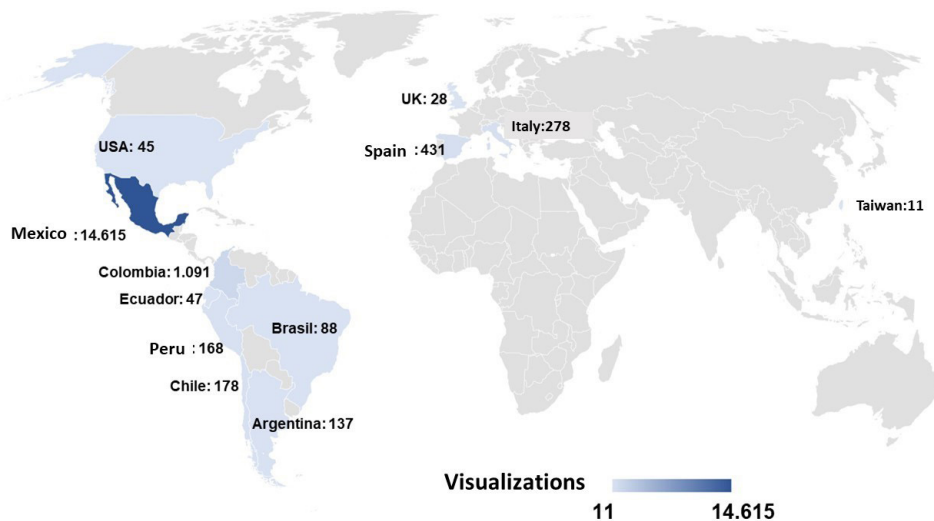 UK: 28
Italy:278
USA: 45
Spain : 431
Taiwan:11
Mexico : 14.615
Colombia: 1.091
Ecuador: 47
Brasil: 88
Peru : 168
Chile: 178
Argentina: 137
Visualizations
11 14.615